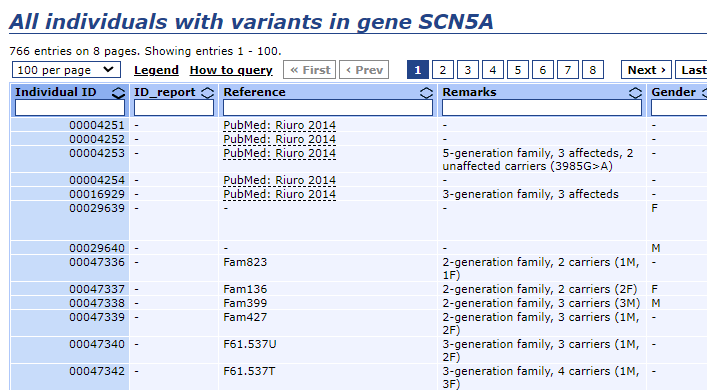 All individuals with variants in gene SCN5A
766 entries on 8 pages. Showing entries 1 - 100.
100 per page Legend How to query « First ‹ Prev 1 2 3 4 5 6 7 8 Next › Last
Individual ID ID_report Reference Remarks Gender
00004251 - PubMed: Riuro 2014 - -
00004252 - PubMed: Riuro 2014 - -
00004253 - PubMed: Riuro 2014 5-generation family, 3 affecteds, 2 -
unaffected carriers (3985G>A)
00004254 - PubMed: Riuro 2014 - -
00016929 - PubMed: Riuro 2014 3-generation family, 3 affecteds -
00029639 - - - F
00029640 - - - M
00047336 - Fam823 2-generation family, 2 carriers (1M, -
1F)
00047337 - Fam136 2-generation family, 2 carriers (2F) F
00047338 - Fam399 2-generation family, 3 carriers (3M) M
00047339 - Fam427 2-generation family, 3 carriers (1M, -
2F)
00047340 - F61.537U 3-generation family, 3 carriers (1M, -
2F)
00047342 - F61.537T 3-generation family, 4 carriers (1M, -
3F)